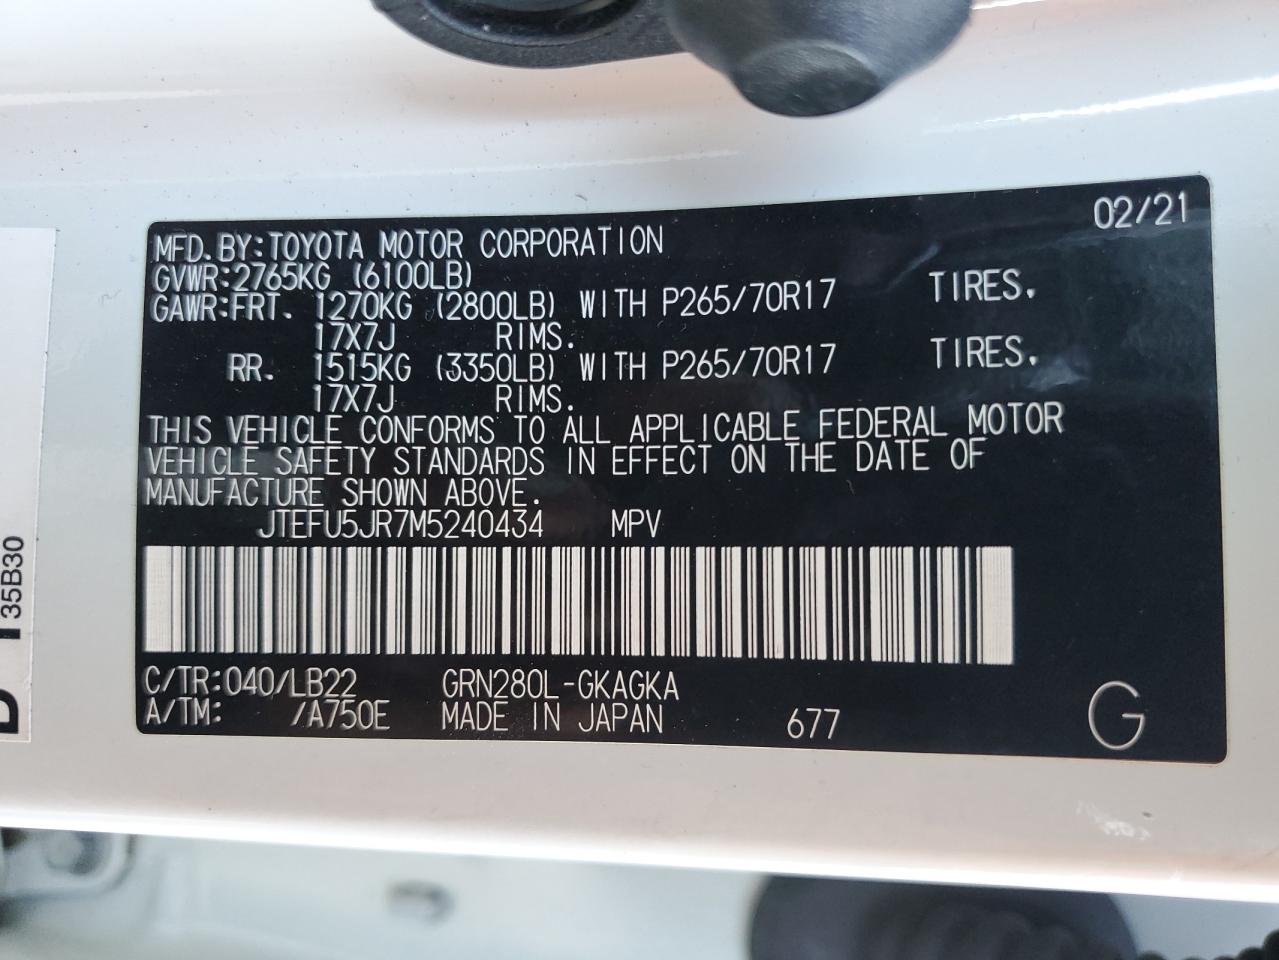 02/21
MFD. BY: TOYOTA MOTOR CORPORATION
GVWR: 2765KG (6100LB)
GAWR: FRT. 1270KG (2800LB) WITH P265/70R17 TIRES.
17X7J RIMS.
RR. 1515KG (3350LB) WITH P265/70R17 TIRES.
17X7J RIMS.
THIS VEHICLE CONFORMS TO ALL APPLICABLE FEDERAL MOTOR
VEHICLE SAFETY STANDARDS IN EFFECT ON THE DATE OF
MANUFACTURE SHOWN ABOVE.
JTEFU5JR7M5240434 MPV
C/TR: 040/LB22 GRN280L-GKAGKA
A/TM: /A750E MADE IN JAPAN 677 G
35B30